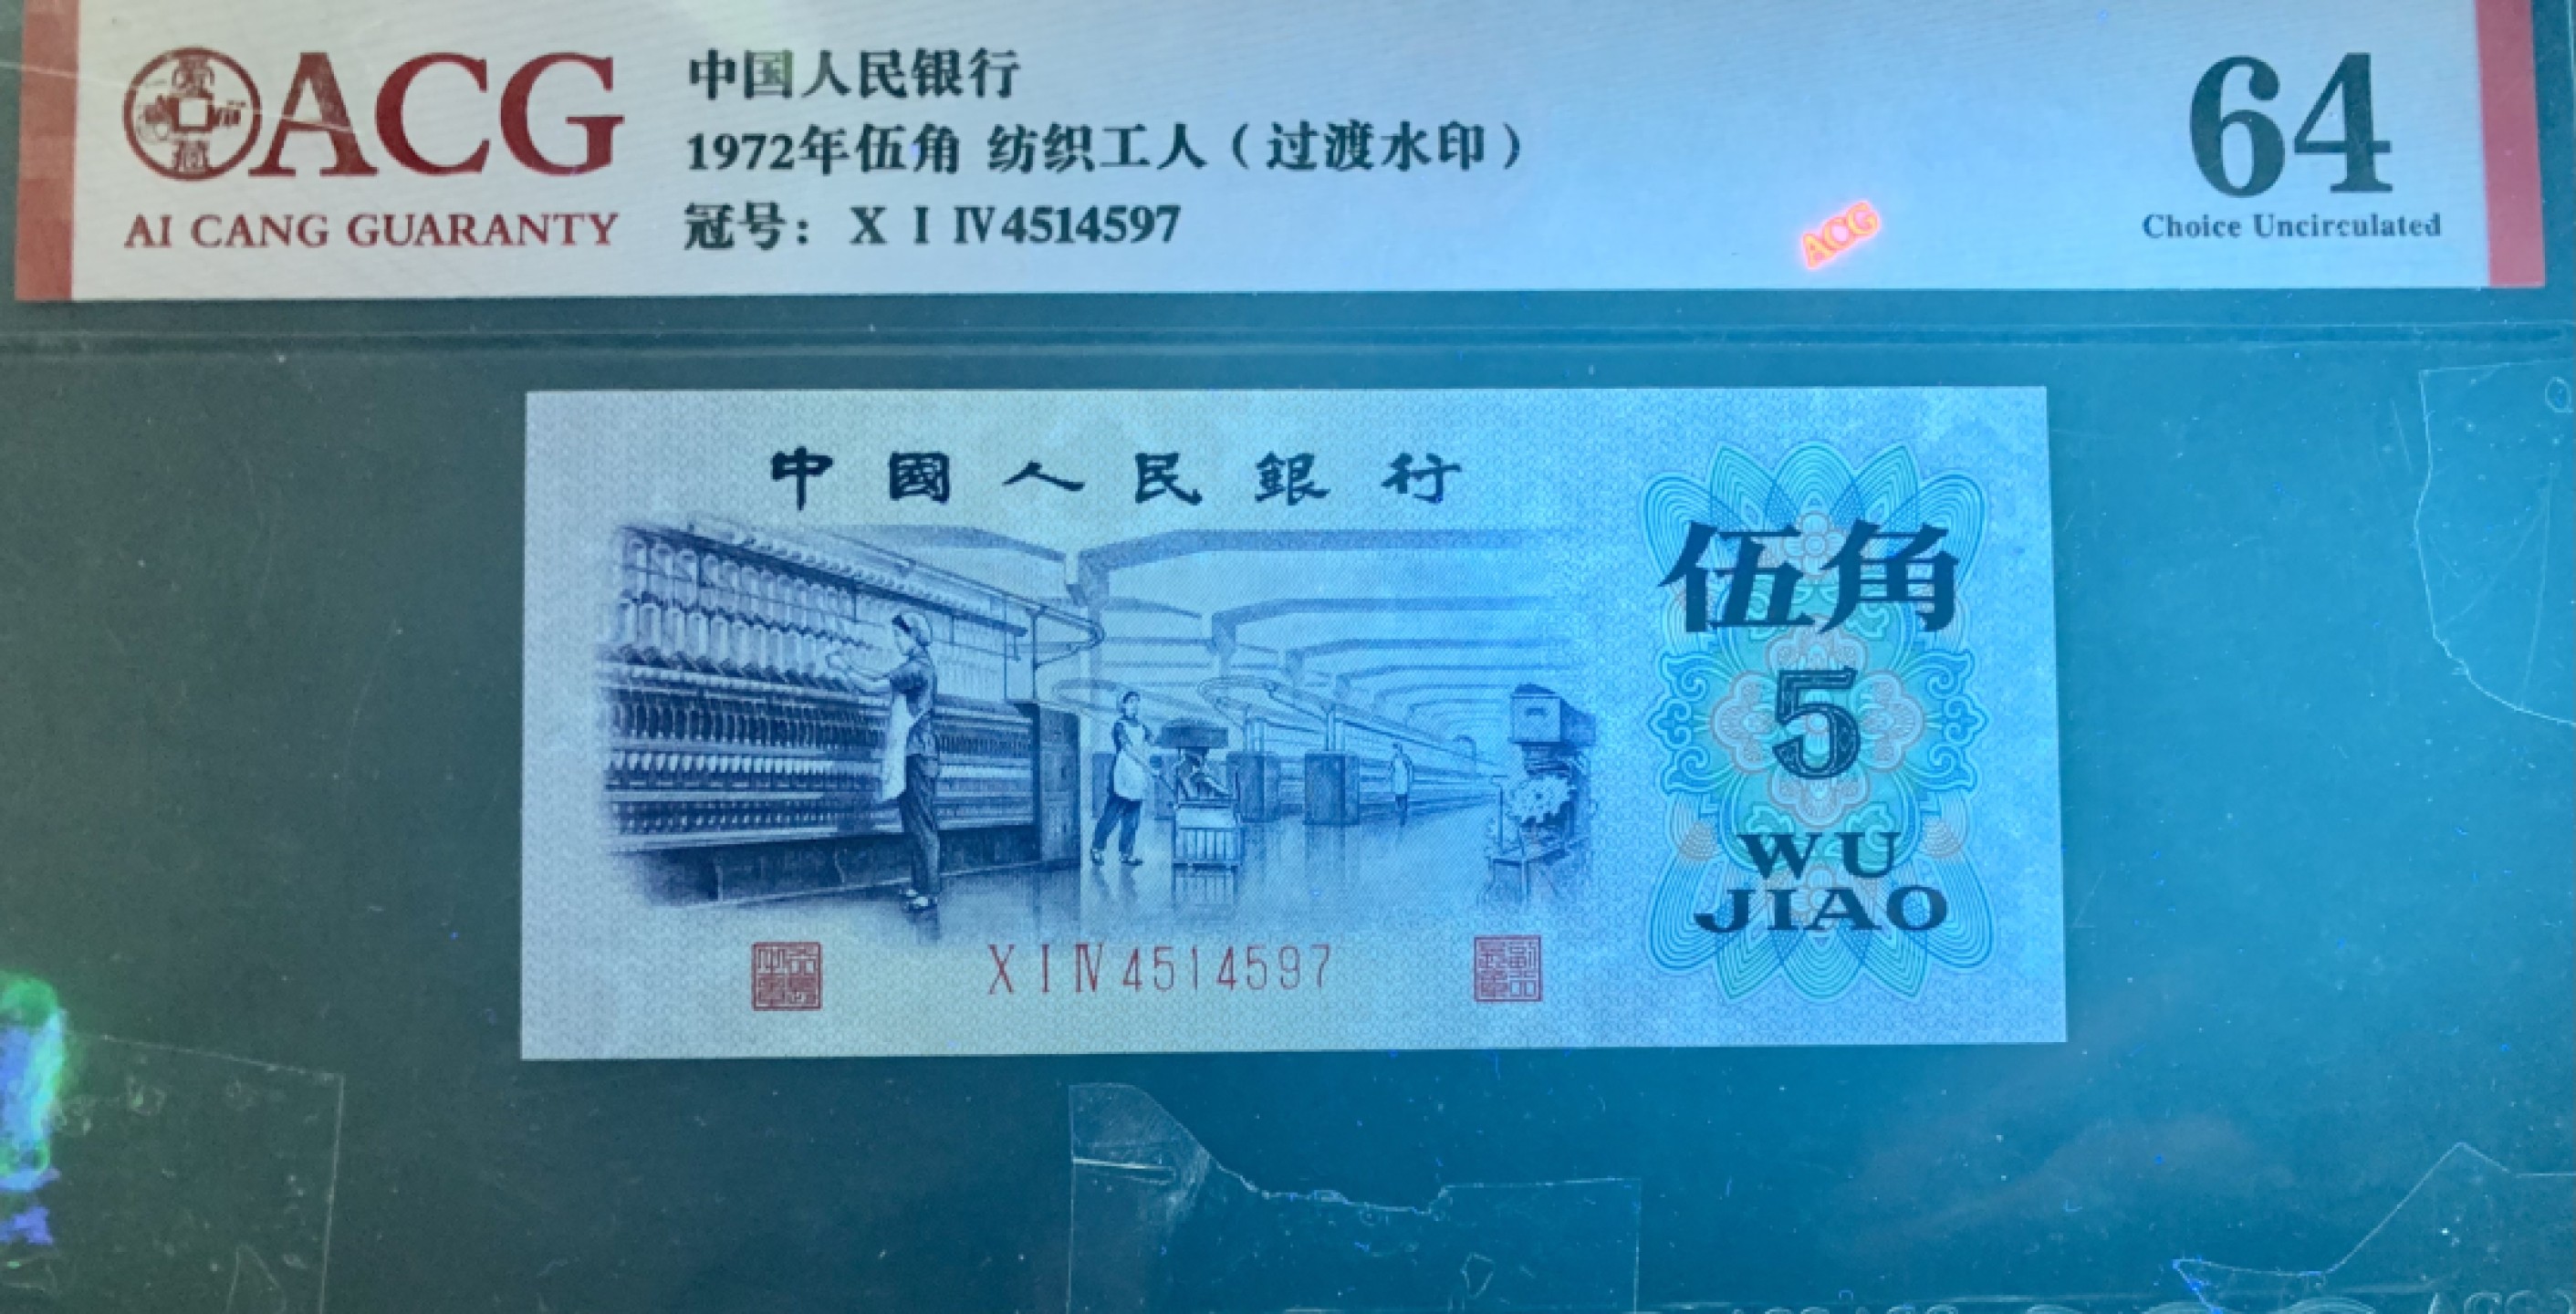 ACG
AI CANG GUARANTY
中国人民银行
1972年伍角 纺织工人（过渡水印）
冠号： X I Ⅳ4514597
ACG
64
Choice Uncirculated
中國人民銀行
伍角
5
WU
JIAO
X I Ⅳ 4514597